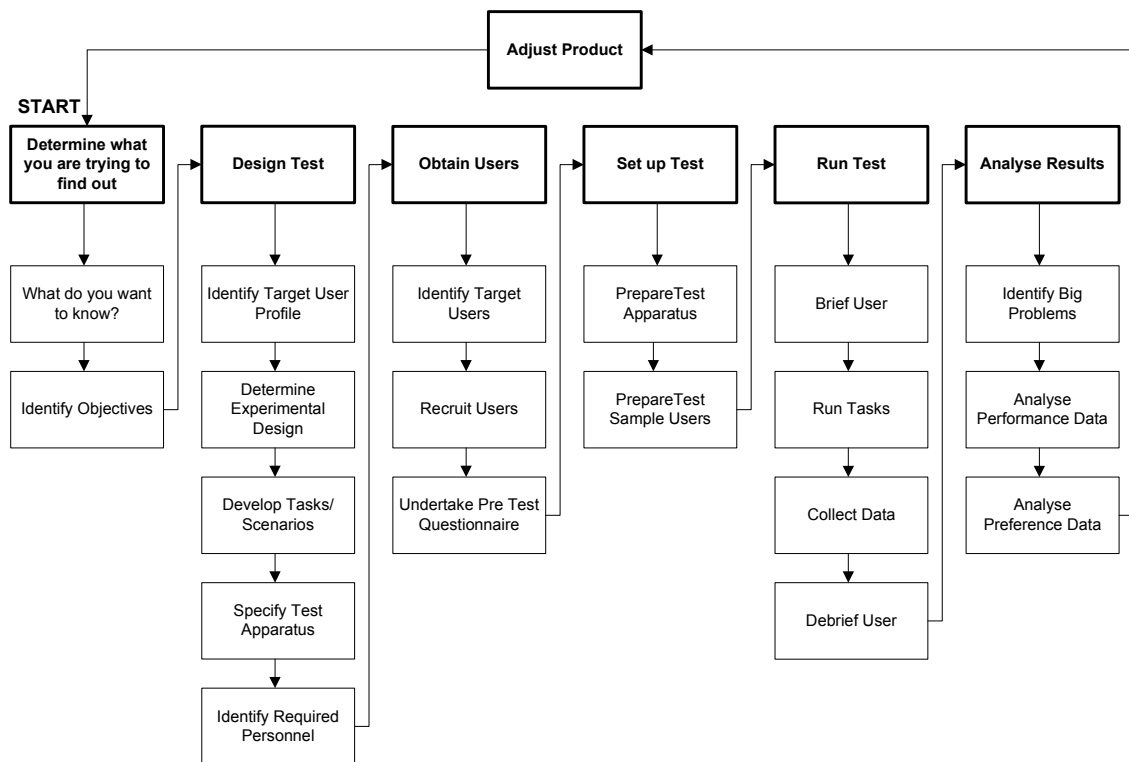 Adjust Product
START
Determine what
you are trying to
find out
What do you want
to know?
Identify Objectives
Design Test
Identify Target User
Profile
Determine
Experimental
Design
Develop Tasks/
Scenarios
Specify Test
Apparatus
Identify Required
Personnel
Obtain Users
Identify Target
Users
Recruit Users
Undertake Pre Test
Questionnaire
Set up Test
PrepareTest
Apparatus
PrepareTest
Sample Users
Run Test
Brief User
Run Tasks
Collect Data
Debrief User
Analyse Results
Identify Big
Problems
Analyse
Performance Data
Analyse
Preference Data